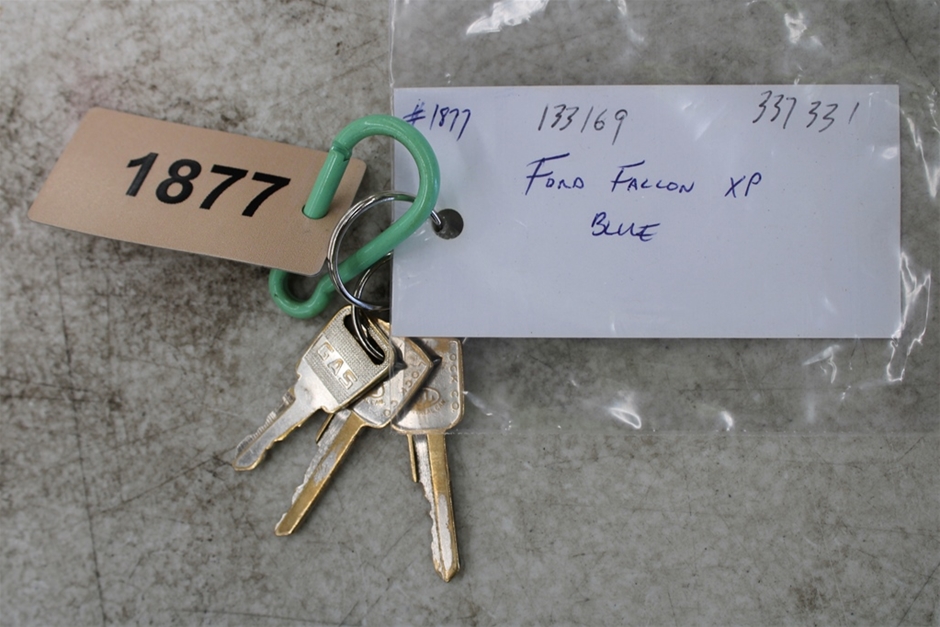 1877
#1877 133169 337331
FORD FALCON XP
BLUE
GAS